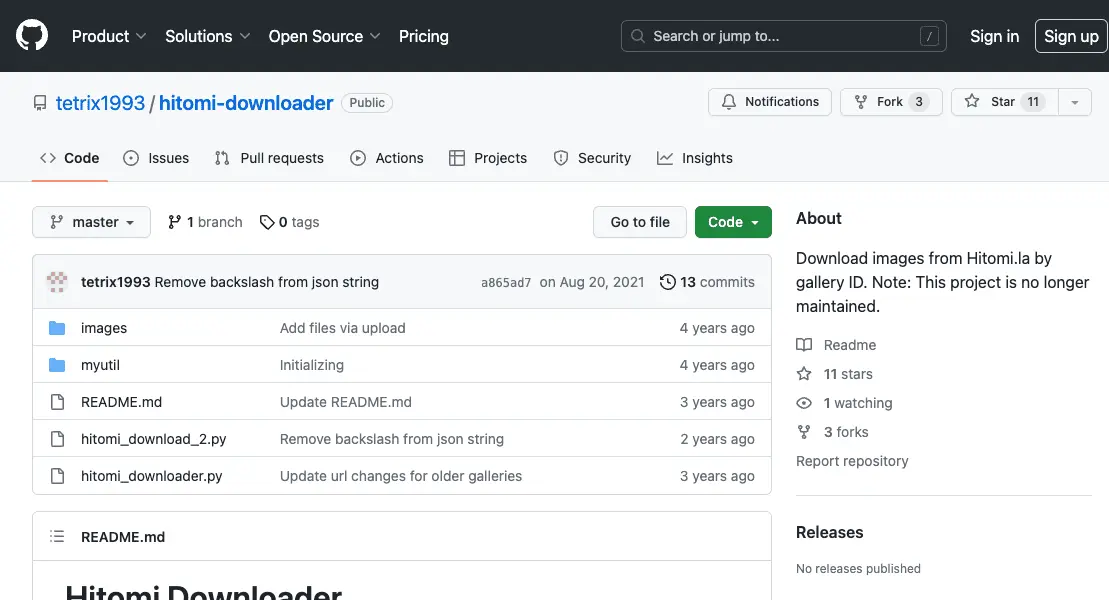 Product Solutions Open Source Pricing Search or jump to... / Sign in Sign up
tetrix1993 / hitomi-downloader Public Notifications Fork 3 Star 11
Code Issues Pull requests Actions Projects Security Insights
master 1 branch 0 tags Go to file Code
tetrix1993 Remove backslash from json string a865ad7 on Aug 20, 2021 13 commits
images Add files via upload 4 years ago
myutil Initializing 4 years ago
README.md Update README.md 3 years ago
hitomi_download_2.py Remove backslash from json string 2 years ago
hitomi_downloader.py Update url changes for older galleries 3 years ago
README.md
Hitomi Downloader
About
Download images from Hitomi.la by
gallery ID. Note: This project is no longer
maintained.
Readme
11 stars
1 watching
3 forks
Report repository
Releases
No releases published